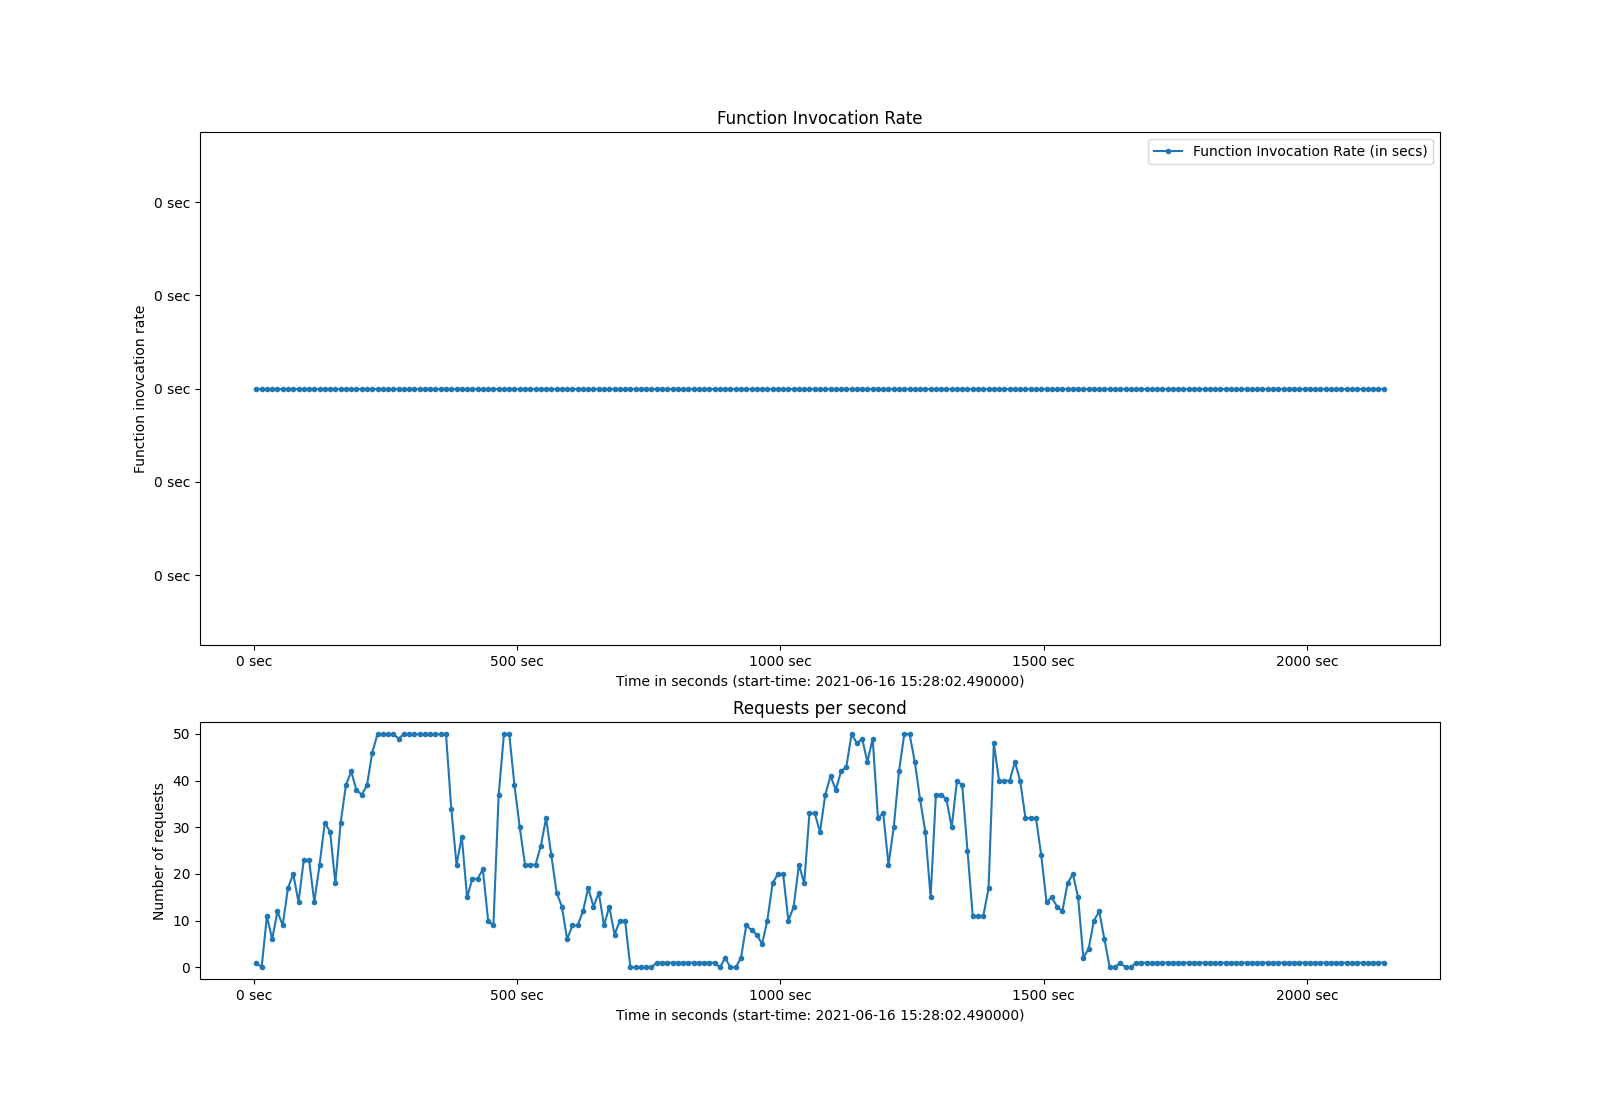 Function Invocation Rate
Function Invocation Rate (in secs)
0 sec
0 sec
0 sec
0 sec
0 sec
Function inovcation rate
0 sec 500 sec 1000 sec 1500 sec 2000 sec
Time in seconds (start-time: 2021-06-16 15:28:02.490000)
Requests per second
50
40
30
20
10
0
Number of requests
0 sec 500 sec 1000 sec 1500 sec 2000 sec
Time in seconds (start-time: 2021-06-16 15:28:02.490000)